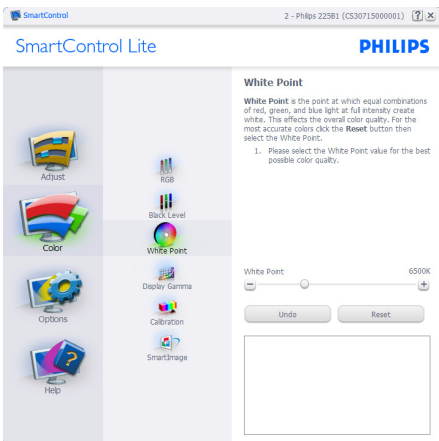 SmartControl
2 - Philips 225B1 (CS30715000001)
SmartControl Lite
PHILIPS
Adjust
Color
Options
Help
RGB
Black Level
White Point
Display Gamma
Calibration
SmartImage
White Point
White Point is the point at which equal combinations
of red, green, and blue light at full intensity create
white. This effects the overall color quality. For the
most accurate colors click the Reset button then
select the White Point.
1. Please select the White Point value for the best
possible color quality.
White Point 6500K
Undo
Reset